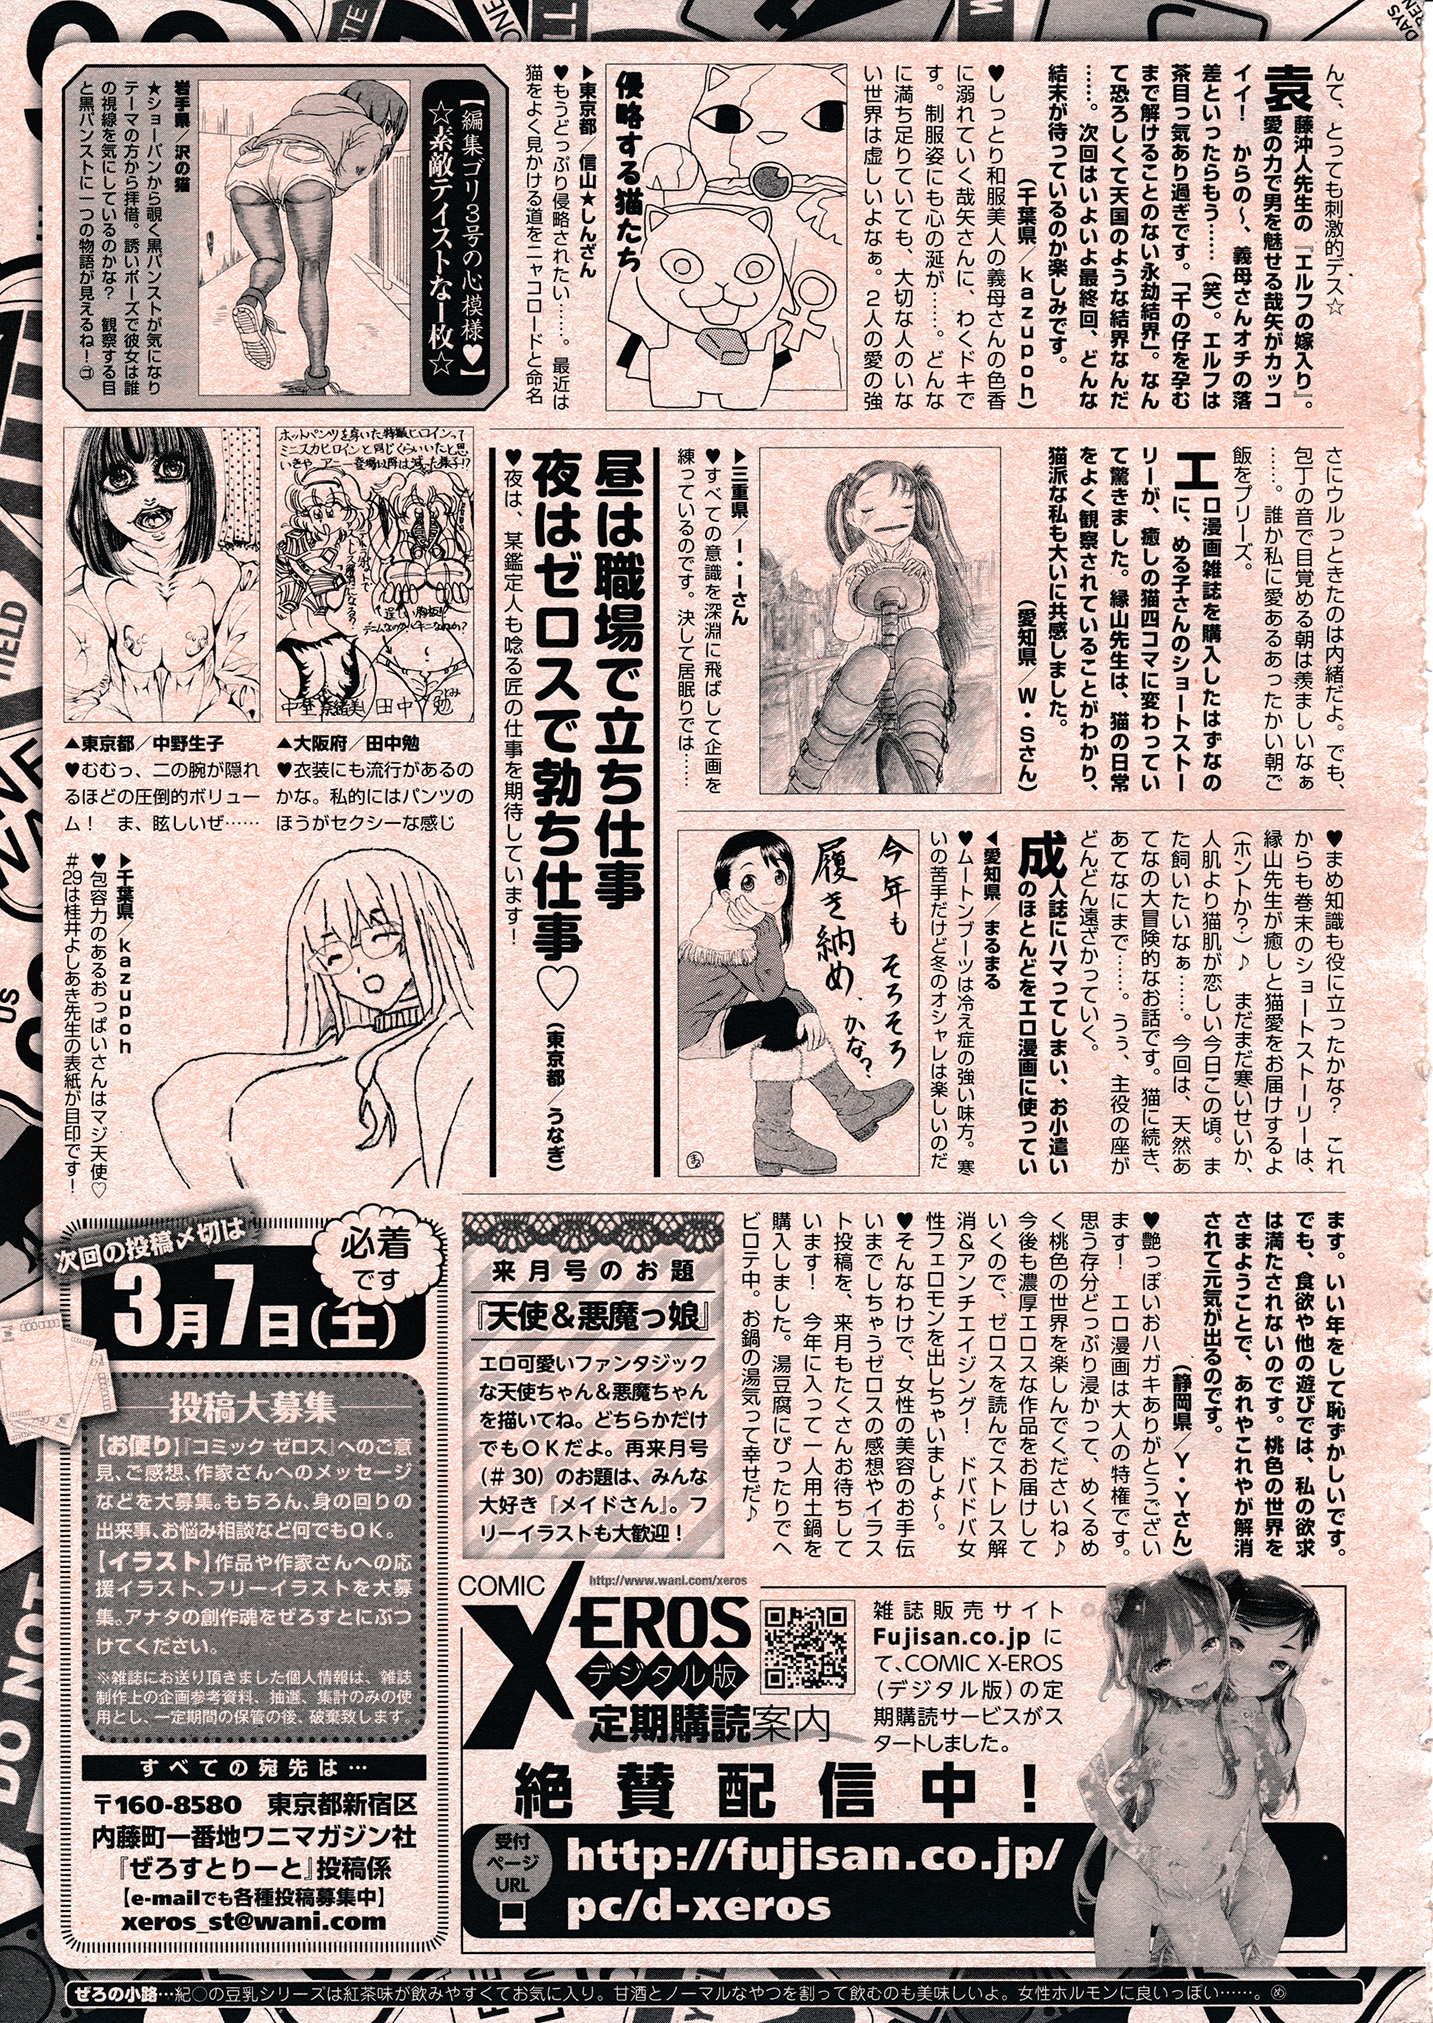 んて、とっても刺激的デス☆
袁藤沖人先生の『エルフの嫁入り』。
愛の力で男を魅せる哉矢がカッコ
イイ!　からの〜、義母さんオチの落
差といったらもう……(笑)。エルフは
茶目っ気あり過ぎです。「千の仔を孕む
まで解けることのない永劫結界」。なん
て恐ろしくて天国のような結界なんだ
……。次回はいよいよ最終回、どんな
結末が待っているのか楽しみです。
(千葉県／kazupoh)
♥しっとり和服美人の義母さんの色香
に溺れていく哉矢さんに、わくドキで
す。制服姿にも心の涎が……。どんな
に満ち足りていても、大切な人のいな
い世界は虚しいよなぁ。2人の愛の強
侵略する猫たち
▶東京都／信山★しんざん
♥もうどっぷり侵略されたい……。最近は
猫をよく見かける道をニャコロードと命名
【編集ゴリ3号の心模様♥】
☆素敵テイストな一枚☆
岩手県／沢の猫
★ショーパンから覗く黒パンストが気になり
テーマの方から拝借。誘いポーズで彼女は誰
の視線を気にしているのかな?　観察する目
と黒パンストに一つの物語が見えるね!㋙
さにウルっときたのは内緒だよ。でも、
包丁の音で目覚める朝は羨ましいなぁ
……。誰か私に愛あるあったかい朝ご
飯をプリーズ。
エロ漫画雑誌を購入したはずなの
に、める子さんのショートストー
リーが、癒しの猫四コマに変わってい
て驚きました。縁山先生は、猫の日常
をよく観察されていることがわかり、
猫派な私も大いに共感しました。
(愛知県／W・Sさん)
▶三重県／I・Iさん
♥すべての意識を深淵に飛ばして企画を
練っているのです。決して居眠りでは……
昼は職場で立ち仕事
夜はゼロスで勃ち仕事♡
(東京都／うなぎ)
♥夜は、某鑑定人も唸る匠の仕事を期待しています!
ホットパンツを穿いた特撮ヒロインって
ミニスカヒロインと同じくらいいたと思
いきや、アニー登場以降は減った様子!?
中里奈緒美／田中勉
▲大阪府／田中勉
♥衣装にも流行があるの
かな。私的にはパンツの
ほうがセクシーな感じ
▲東京都／中野生子
♥むむっ、二の腕が隠れ
るほどの圧倒的ボリュー
ム!　ま、眩しいぜ……
♥まめ知識も役に立ったかな?　これ
からも巻末のショートストーリーは、
縁山先生が癒しと猫愛をお届けするよ
(ホントか?)♪　まだまだ寒いせいか、
人肌より猫肌が恋しい今日この頃。ま
た飼いたいなぁ……。今回は、天然あ
てなの大冒険的なお話です。猫に続き、
あてなにまで……。うぅ、主役の座が
どんどん遠ざかっていく。
成人誌にハマってしまい、お小遣い
のほとんどをエロ漫画に使ってい
◀愛知県／まるまる
♥ムートンブーツは冷え症の強い味方。寒
いの苦手だけど冬のオシャレは楽しいのだ
今年も そろそろ
履き納め、かな?
▶千葉県／kazupoh
♥包容力のあるおっぱいさんはマジ天使♡
#29は桂井よしあき先生の表紙が目印です!
ます。いい年をして恥ずかしいです。
でも、食欲や他の遊びでは、私の欲求
は満たされないのです。桃色の世界を
さまようことで、あれやこれやが解消
されて元気が出るのです。
(静岡県／Y・Yさん)
♥艶っぽいおハガキありがとうござい
ます!　エロ漫画は大人の特権です。
思う存分どっぷり浸かって、めくるめ
く桃色の世界を楽しんでくださいね♪
今後も濃厚エロスな作品をお届けして
いくので、ゼロスを読んでストレス解
消&アンチエイジング!　ドバドバ女
性フェロモンを出しちゃいましょ〜。
♥そんなわけで、女性の美容のお手伝
いまでしちゃうゼロスの感想やイラス
ト投稿を、来月もたくさんお待ちして
います!　今年に入って一人用土鍋を
購入しました。湯豆腐にぴったりでヘ
ビロテ中。お鍋の湯気って幸せだ♪
来月号のお題
『天使&悪魔っ娘』
エロ可愛いファンタジック
な天使ちゃん&悪魔ちゃん
を描いてね。どちらかだけ
でもOKだよ。再来月号
(#30)のお題は、みんな
大好き『メイドさん』。フ
リーイラストも大歓迎!
次回の投稿〆切は
必着
です
3月7日(土)
投稿大募集
【お便り】『コミック ゼロス』へのご意
見、ご感想、作家さんへのメッセージ
などを大募集。もちろん、身の回りの
出来事、お悩み相談など何でもOK。
【イラスト】作品や作家さんへの応
援イラスト、フリーイラストを大募
集。アナタの創作魂をぜろすとにぶつ
けてください。
※雑誌にお送り頂きました個人情報は、雑誌
制作上の企画参考資料、抽選、集計のみの使
用とし、一定期間の保管の後、破棄致します。
すべての宛先は…
〒160-8580　東京都新宿区
内藤町一番地ワニマガジン社
『ぜろすとりーと』投稿係
【e-mailでも各種投稿募集中】
xeros_st@wani.com
COMIC
http://www.wani.com/xeros
X-EROS
デジタル版
定期購読案内
雑誌販売サイト
Fujisan.co.jp に
て、COMIC X-EROS
(デジタル版)の定
期購読サービスがス
タートしました。
絶賛配信中!
受付
ページ
URL
http://fujisan.co.jp/
pc/d-xeros
ぜろの小路…紀〇の豆乳シリーズは紅茶味が飲みやすくてお気に入り。甘酒とノーマルなやつを割って飲むのも美味しいよ。女性ホルモンに良いっぽい……。㋱